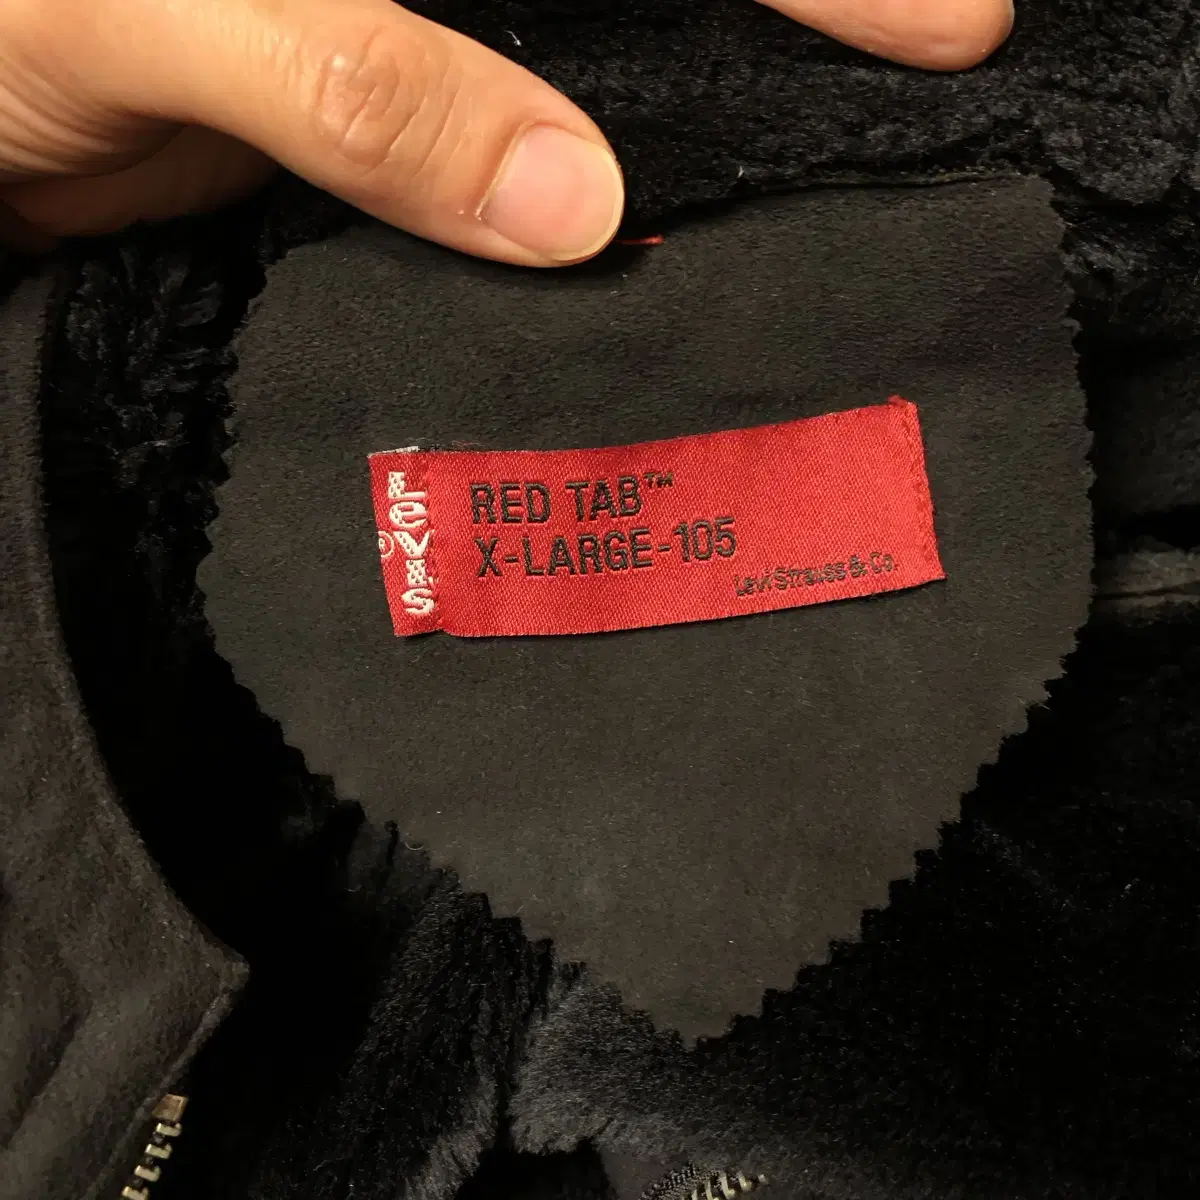 LEVI'S
®
RED TAB™
X-LARGE-105
Levi Strauss & Co.